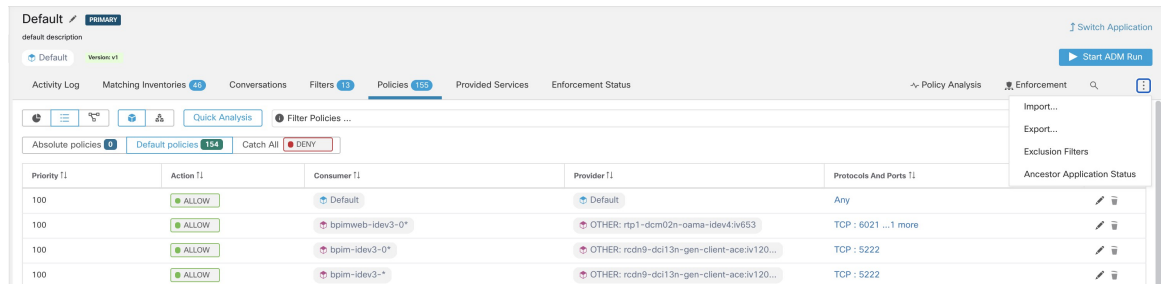 Default PRIMARY
default description
Switch Application
Default Version: v1
Start ADM Run
Activity Log Matching Inventories 46 Conversations Filters 13 Policies 155 Provided Services Enforcement Status Policy Analysis Enforcement
Import...
Export...
Exclusion Filters
Ancestor Application Status
Quick Analysis Filter Policies ...
Absolute policies 0 Default policies 154 Catch All DENY
Priority Action Consumer Provider Protocols And Ports
100 ALLOW Default Default Any
100 ALLOW bpimweb-idev3-0* OTHER: rtp1-dcm02n-oama-idev4:iv653 TCP : 6021 ...1 more
100 ALLOW bpim-idev3-0* OTHER: rcdn9-dci13n-gen-client-ace:iv120... TCP : 5222
100 ALLOW bpim-idev3-* OTHER: rcdn9-dci13n-gen-client-ace:iv120... TCP : 5222